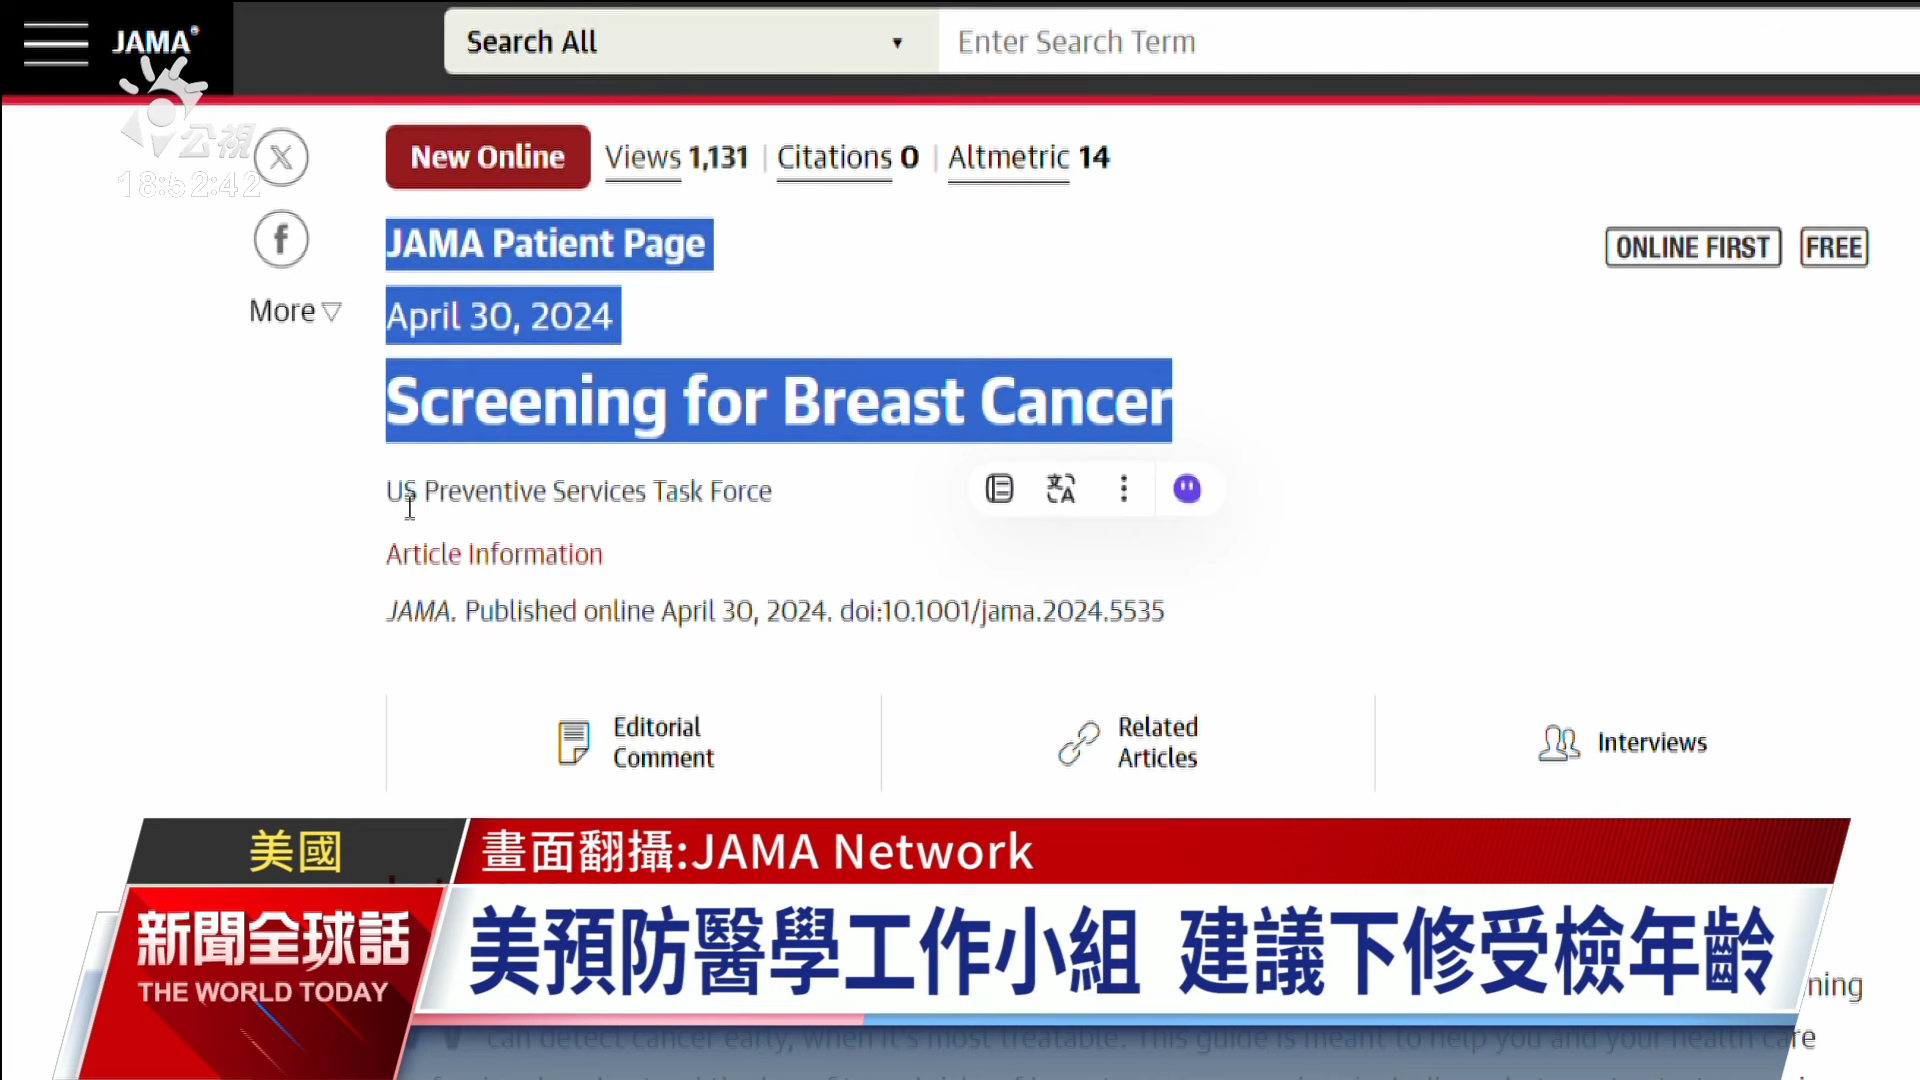 JAMA
Search All
Enter Search Term
公視
18:52:42
New Online
Views 1,131
Citations 0
Altmetric 14
JAMA Patient Page
ONLINE FIRST
FREE
More
April 30, 2024
Screening for Breast Cancer
US Preventive Services Task Force
Article Information
JAMA. Published online April 30, 2024. doi:10.1001/jama.2024.5535
Editorial
Comment
Related
Articles
Interviews
美國
畫面翻攝:JAMA Network
新聞全球話
THE WORLD TODAY
美預防醫學工作小組 建議下修受檢年齡
can detect cancer early, when it's most treatable. This guide is meant to help you and your health care